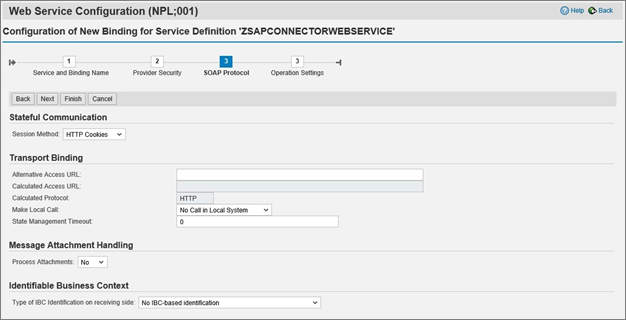 Web Service Configuration (NPL;001)
Help Back
Configuration of New Binding for Service Definition 'ZSAPCONNECTORWEBSERVICE'
1 2 3 3
Service and Binding Name Provider Security SOAP Protocol Operation Settings
Back Next Finish Cancel
Stateful Communication
Session Method: HTTP Cookies
Transport Binding
Alternative Access URL:
Calculated Access URL:
Calculated Protocol: HTTP
Make Local Call: No Call in Local System
State Management Timeout: 0
Message Attachment Handling
Process Attachments: No
Identifiable Business Context
Type of IBC Identification on receiving side: No IBC-based identification